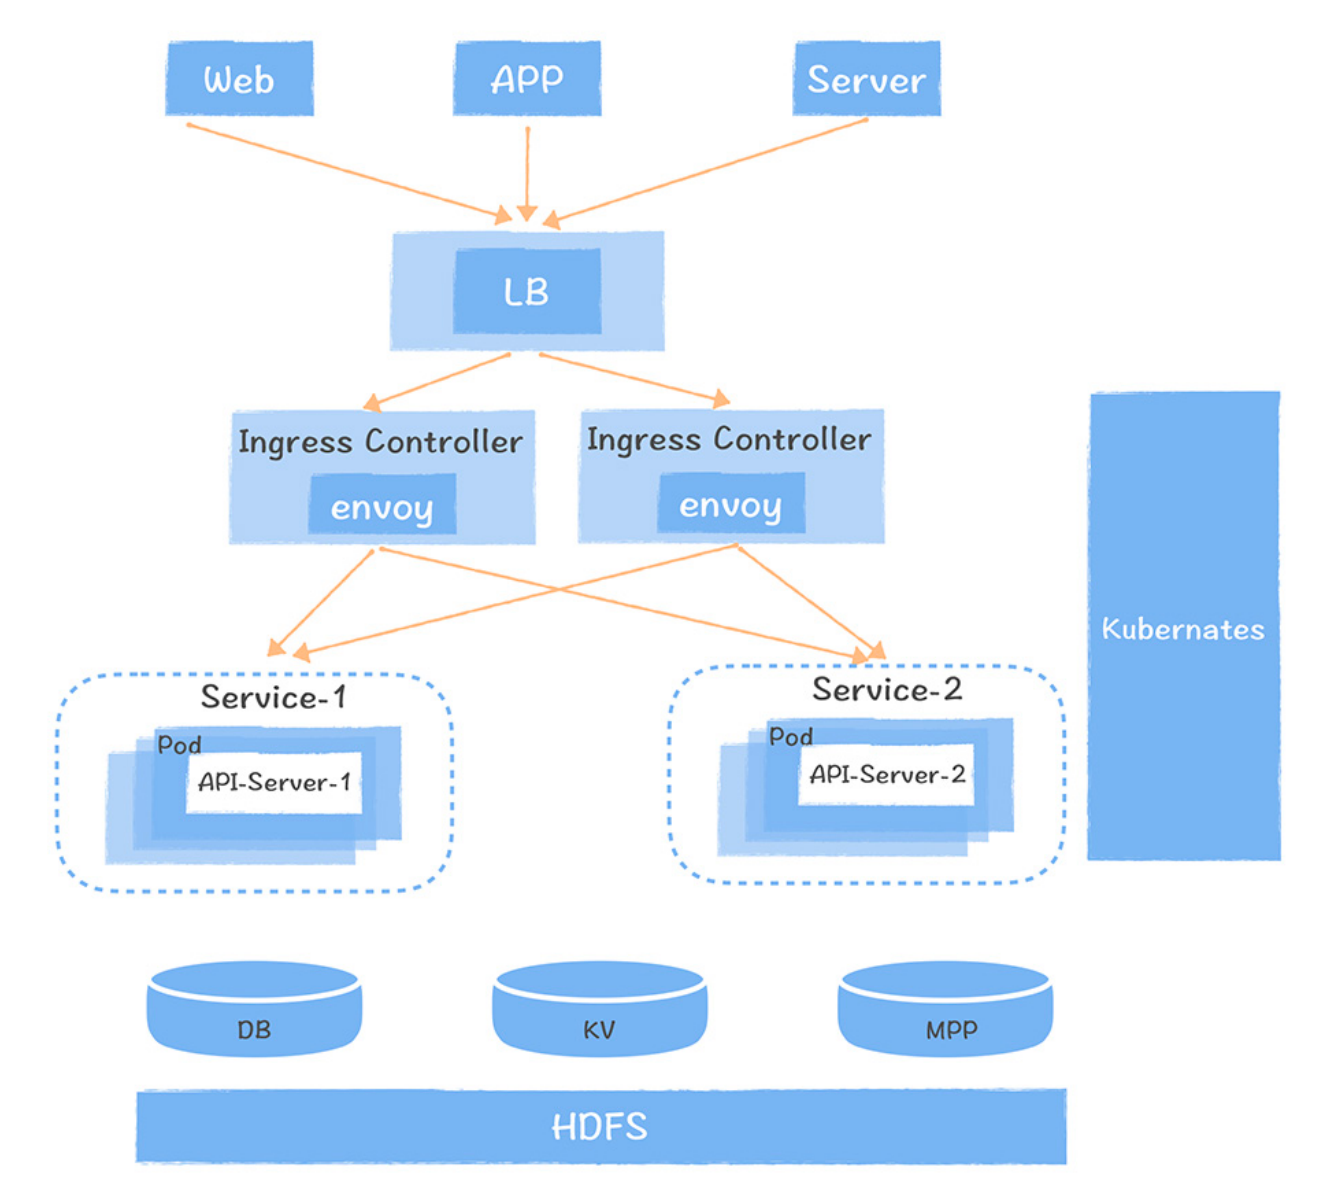 Web
APP
Server
LB
Ingress Controller
envoy
Ingress Controller
envoy
Kubernates
Service-1
Pod
API-Server-1
Service-2
Pod
API-Server-2
DB
KV
MPP
HDFS